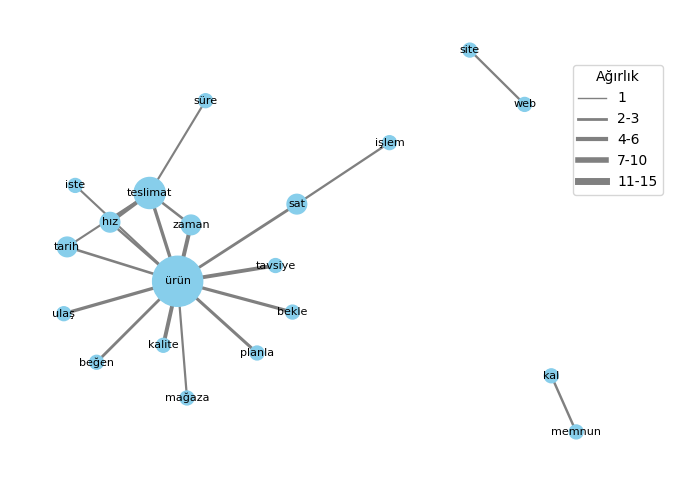 site
Ağırlık
1
2-3
4-6
7-10
11-15
web
süre
işlem
iste
teslimat
sat
hız
zaman
tarih
tavsiye
ürün
ulaş
bekle
kalite
planla
beğen
mağaza
kal
memnun